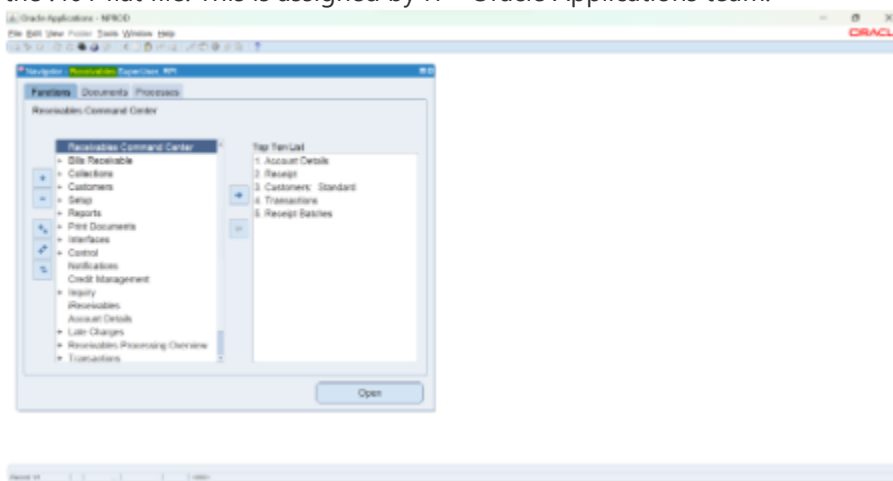 the A04 flat file. This is assigned by IT - Oracle Applications team.
Oracle Applications - NPROD
File Edit View Folder Tools Window Help
ORACL
Navigator - Receivables SuperUser, RPI
Functions Documents Processes
Receivables Command Center
Receivables Command Center
+ Bills Receivable
+ Collections
+ Customers
+ Setup
+ Reports
+ Print Documents
+ Interfaces
+ Control
Notifications
Credit Management
+ Inquiry
iReceivables
Account Details
+ Late Charges
+ Receivables Processing Overview
+ Transactions
Top Ten List
1. Account Details
2. Receipt
3. Customers: Standard
4. Transactions
5. Receipt Batches
Open